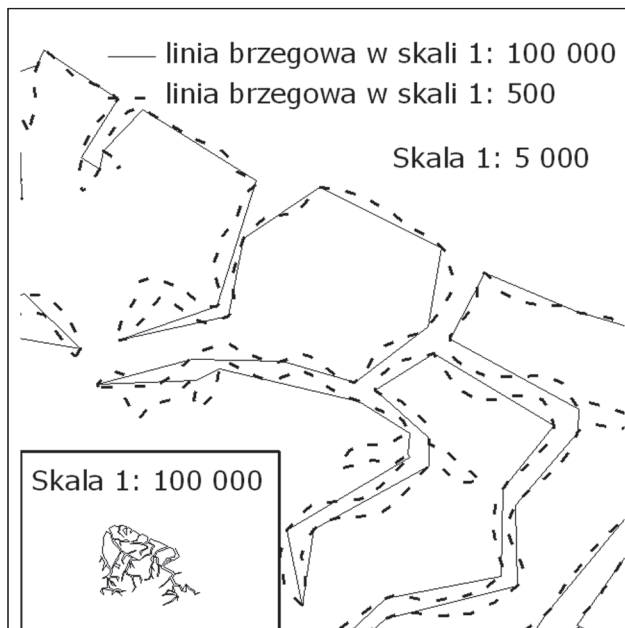 linia brzegowa w skali 1: 100 000
linia brzegowa w skali 1: 500
Skala 1: 5 000
Skala 1: 100 000